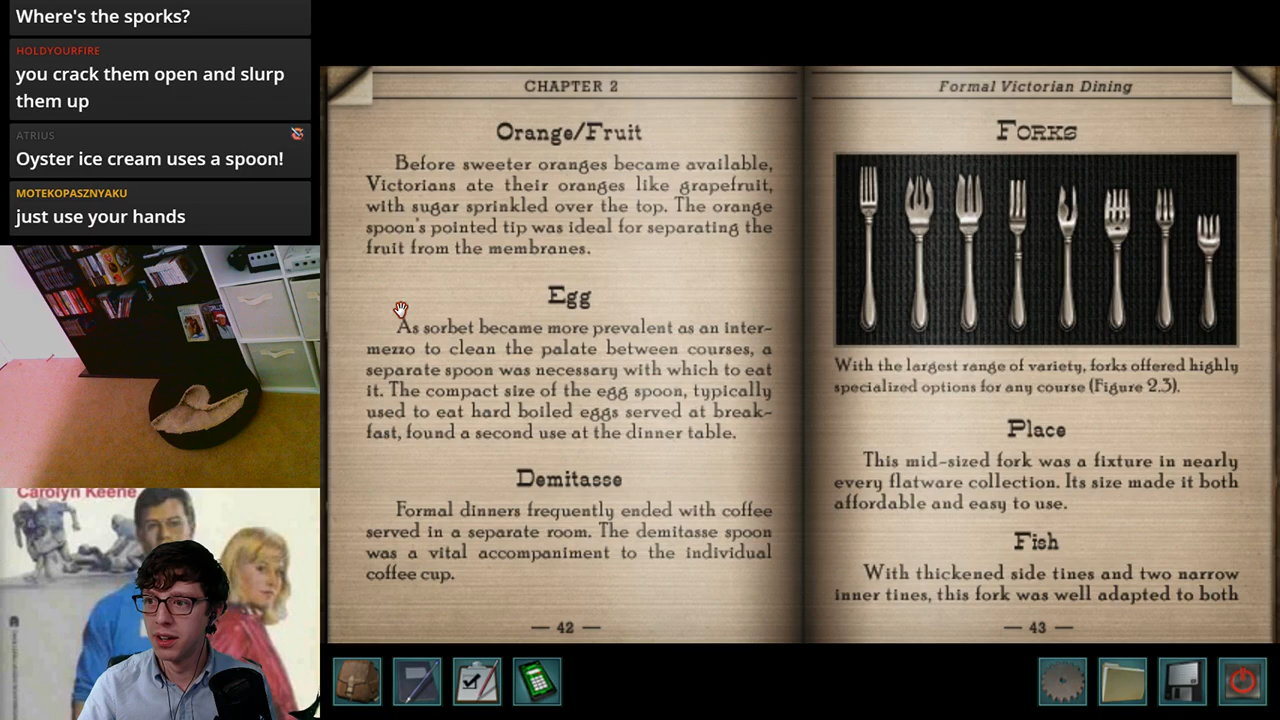 Where's the sporks?
HOLDYOURFIRE
you crack them open and slurp
them up
ATRIUS
Oyster ice cream uses a spoon!
MOTEKOPASZNYAKU
just use your hands
Carolyn Keene
CHAPTER 2
Orange/Fruit
Before sweeter oranges became available,
Victorians ate their oranges like grapefruit,
with sugar sprinkled over the top. The orange
spoon's pointed tip was ideal for separating the
fruit from the membranes.
Egg
As sorbet became more prevalent as an inter-
mezzo to clean the palate between courses, a
separate spoon was necessary with which to eat
it. The compact size of the egg spoon, typically
used to eat hard boiled eggs served at break-
fast, found a second use at the dinner table.
Demitasse
Formal dinners frequently ended with coffee
served in a separate room. The demitasse spoon
was a vital accompaniment to the individual
coffee cup.
— 42 —
Formal Victorian Dining
FORKS
With the largest range of variety, forks offered highly
specialized options for any course (Figure 2.3).
Place
This mid-sized fork was a fixture in nearly
every flatware collection. Its size made it both
affordable and easy to use.
Fish
With thickened side tines and two narrow
inner tines, this fork was well adapted to both
— 43 —